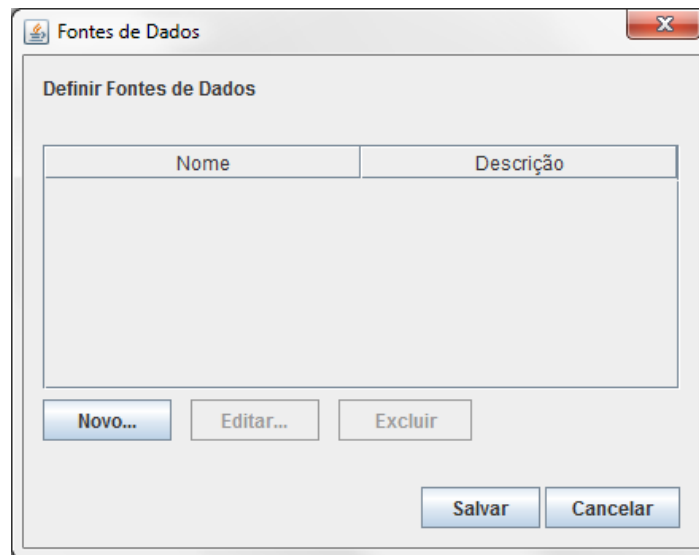 Fontes de Dados
Definir Fontes de Dados
Nome Descrição
Novo... Editar... Excluir
Salvar Cancelar